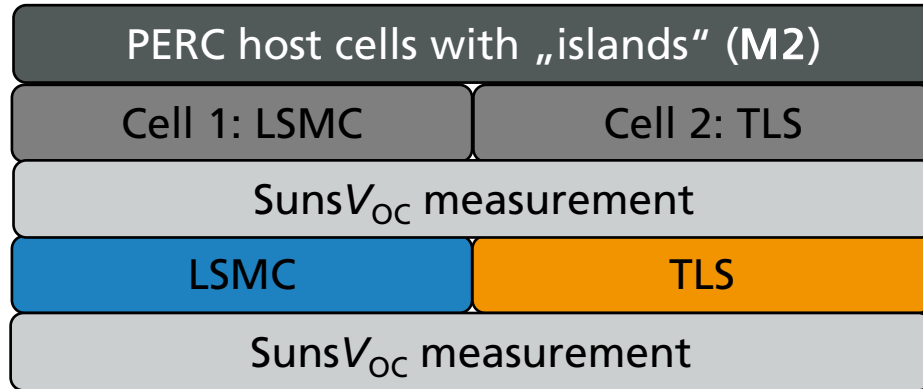 PERC host cells with „islands“ (M2)
Cell 1: LSMC
Cell 2: TLS
SunsVOC measurement
LSMC
TLS
SunsVOC measurement